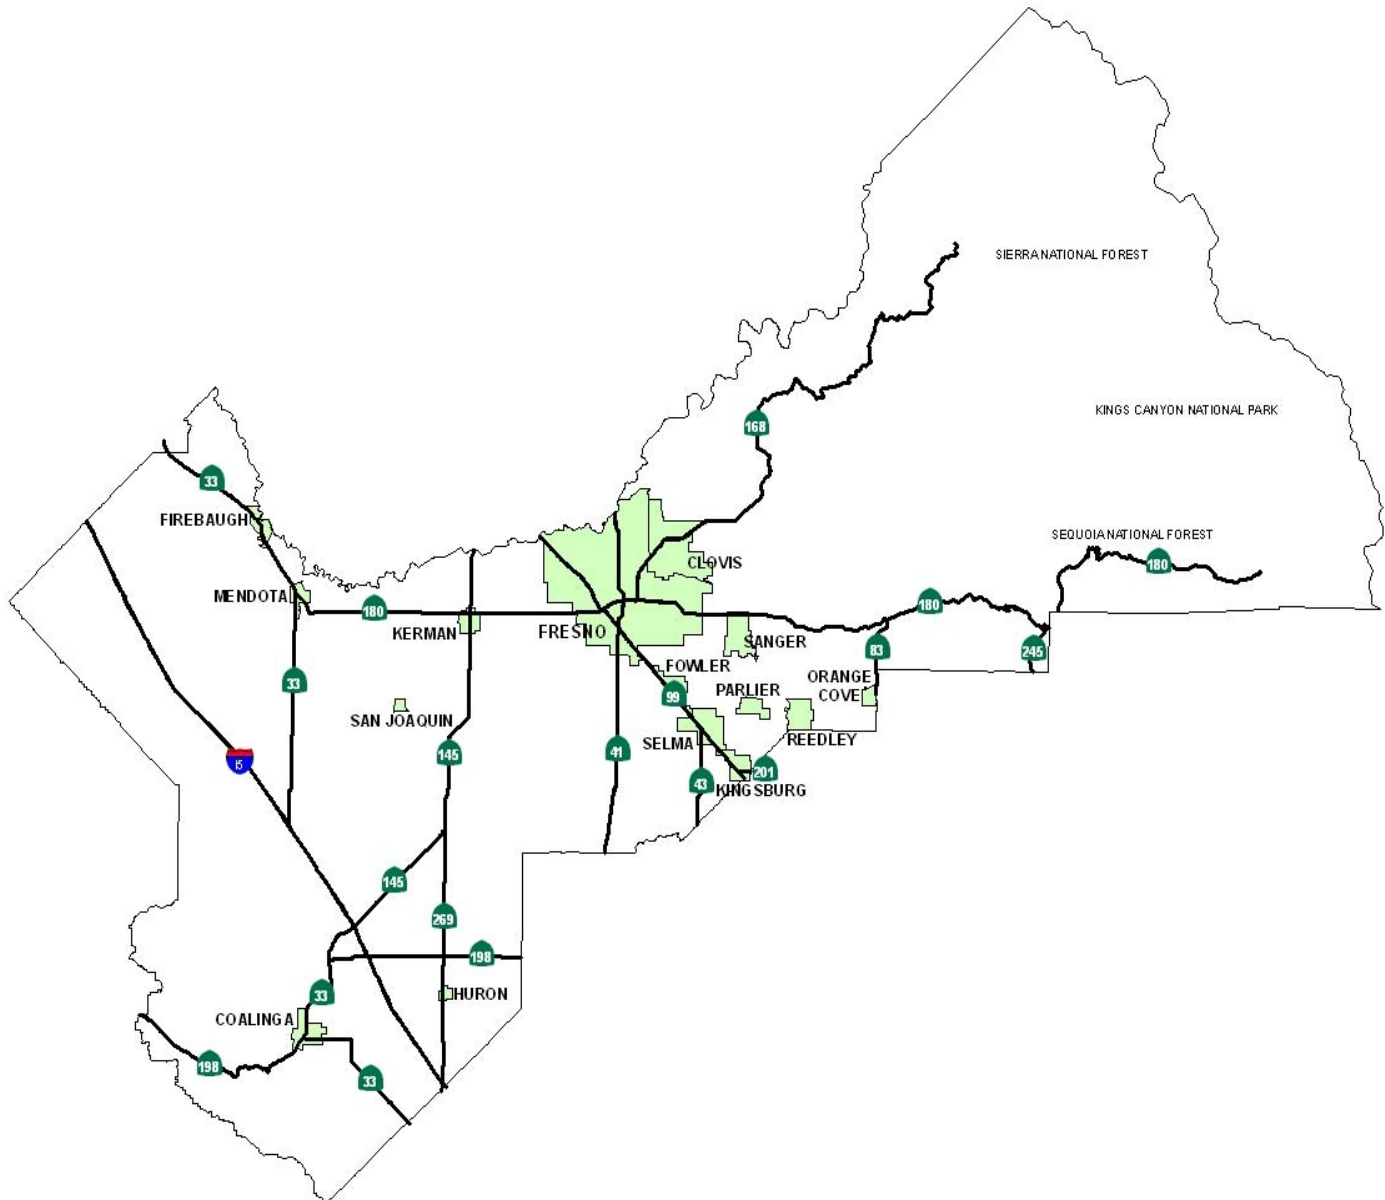 SIERRA NATIONAL FOREST
KINGS CANYON NATIONAL PARK
168
33
FIREBAUGH
SEQUOIA NATIONAL FOREST
CLOVIS
180
MENDOTA
180
180
KERMAN
FRESNO
SANGER
83
245
FOWLER
33
ORANGE
COVE
PARLIER
99
SAN JOAQUIN
SELMA
REEDLEY
145
41
I5
201
43
KINGSBURG
145
269
198
33
HURON
COALINGA
198
33